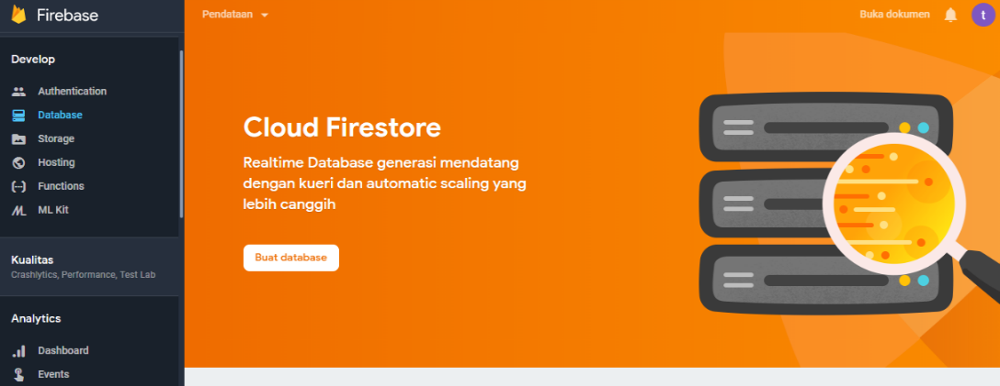 Firebase
Develop
Authentication
Database
Storage
Hosting
Functions
ML Kit
Kualitas
Crashlytics, Performance, Test Lab
Analytics
Dashboard
Events
Pendataan
Buka dokumen
t
Cloud Firestore
Realtime Database generasi mendatang
dengan kueri dan automatic scaling yang
lebih canggih
Buat database